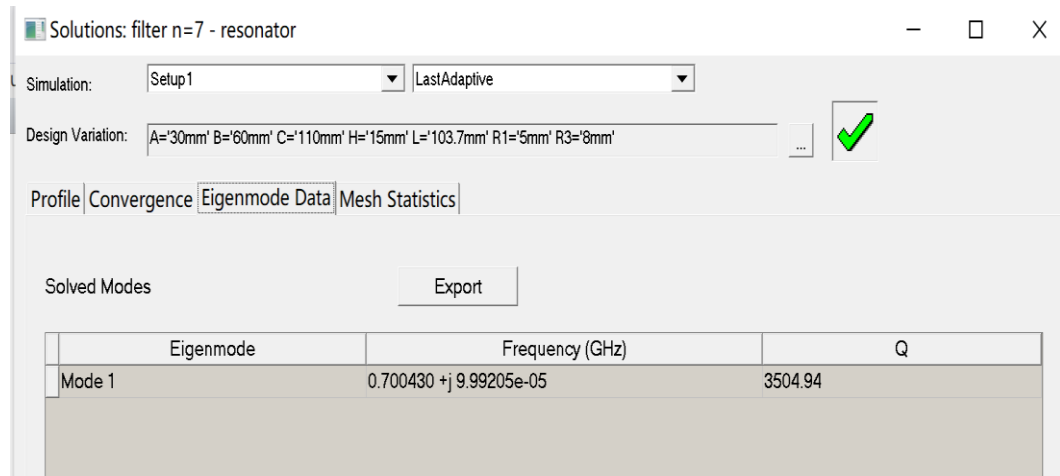 Solutions: filter n=7 - resonator
Simulation: Setup1 LastAdaptive
Design Variation: A='30mm' B='60mm' C='110mm' H='15mm' L='103.7mm' R1='5mm' R3='8mm' ...
Profile Convergence Eigenmode Data Mesh Statistics
Solved Modes Export
Eigenmode Frequency (GHz) Q
Mode 1 0.700430 +j 9.99205e-05 3504.94